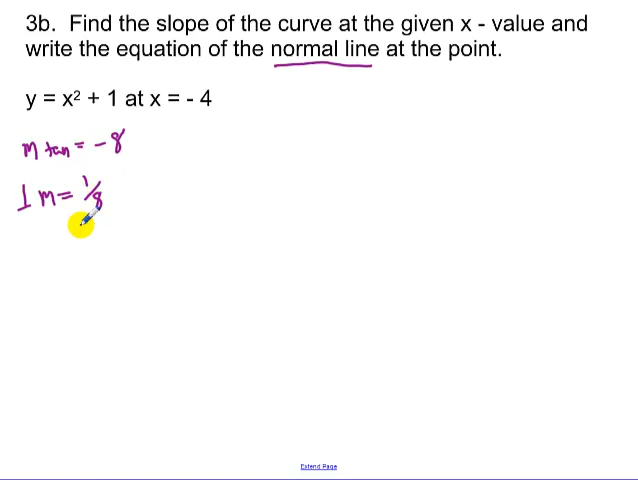 3b. Find the slope of the curve at the given x - value and
write the equation of the normal line at the point.
y = x² + 1 at x = - 4
m tan = - 8
⊥ m = 1/8
Extend Page